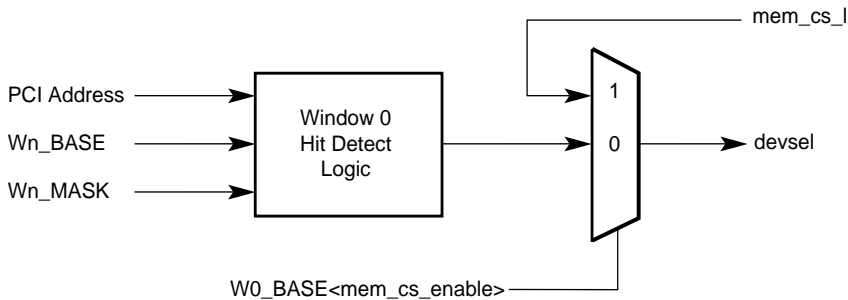 mem_cs_l
PCI Address
Wn_BASE
Wn_MASK
Window 0
Hit Detect
Logic
1
0
devsel
W0_BASE<mem_cs_enable>